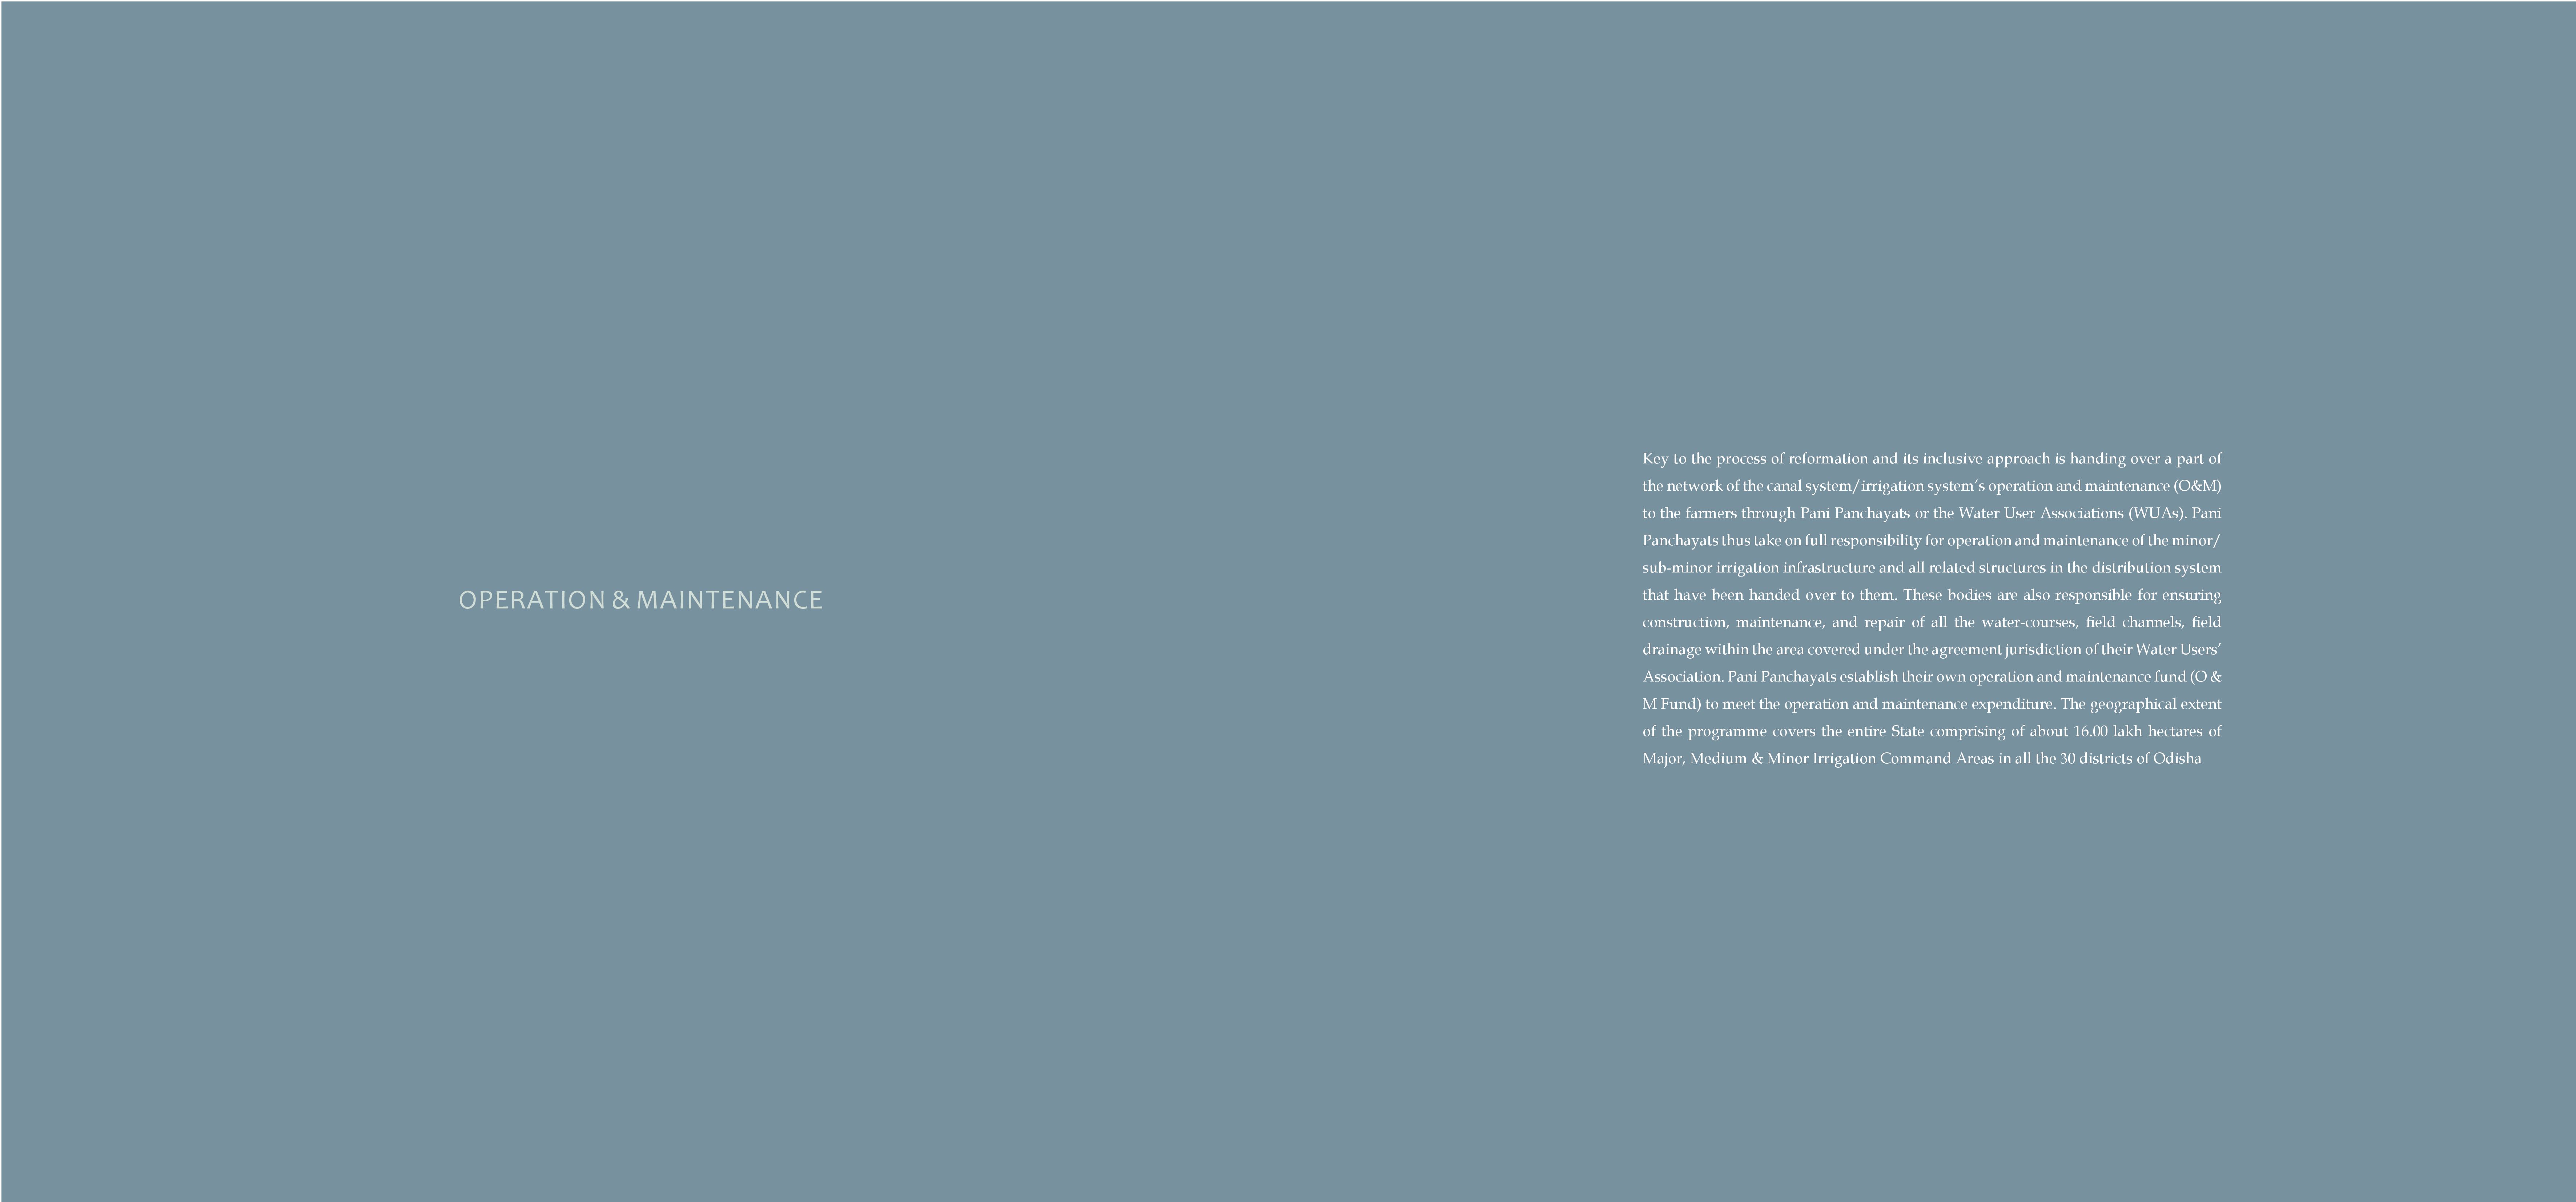 OPERATION & MAINTENANCE
Key to the process of reformation and its inclusive approach is handing over a part of
the network of the canal system/irrigation system's operation and maintenance (O&M)
to the farmers through Pani Panchayats or the Water User Associations (WUAs). Pani
Panchayats thus take on full responsibility for operation and maintenance of the minor/
sub-minor irrigation infrastructure and all related structures in the distribution system
that have been handed over to them. These bodies are also responsible for ensuring
construction, maintenance, and repair of all the water-courses, field channels, field
drainage within the area covered under the agreement jurisdiction of their Water Users'
Association. Pani Panchayats establish their own operation and maintenance fund (O &
M Fund) to meet the operation and maintenance expenditure. The geographical extent
of the programme covers the entire State comprising of about 16.00 lakh hectares of
Major, Medium & Minor Irrigation Command Areas in all the 30 districts of Odisha